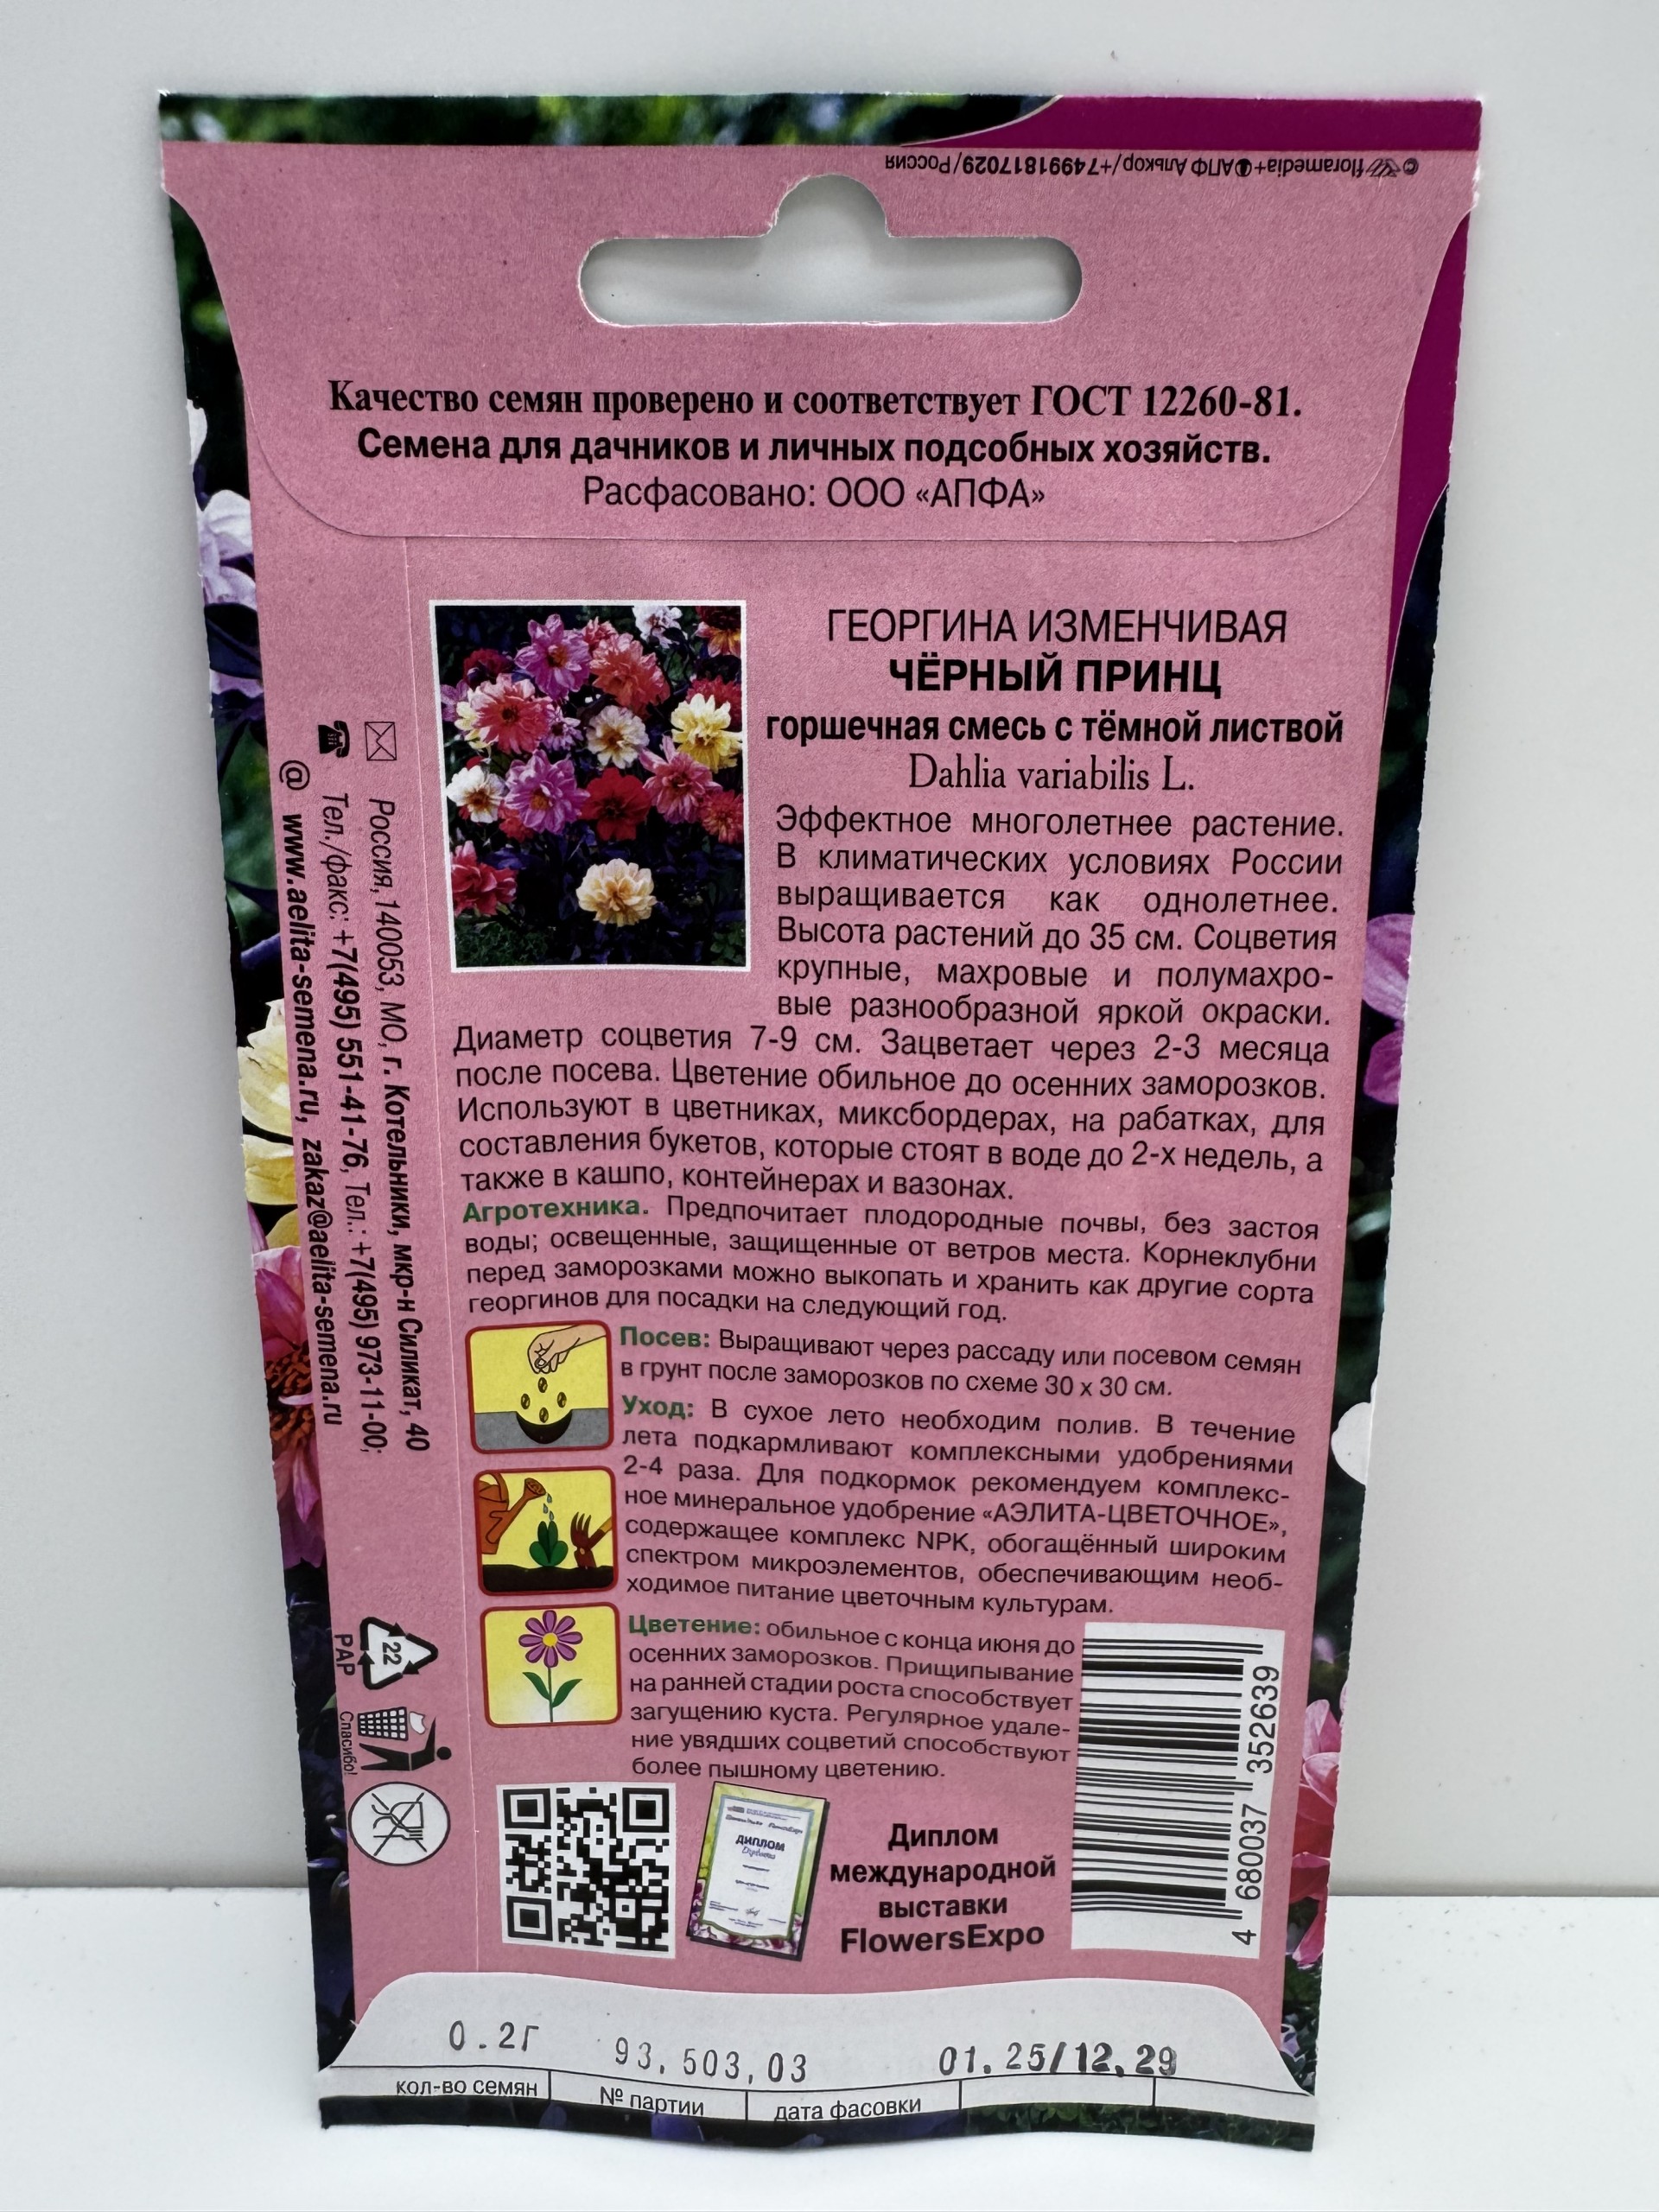 © floramedia+АПФ Алькор/+74991817029/Россия
Качество семян проверено и соответствует ГОСТ 12260-81.
Семена для дачников и личных подсобных хозяйств.
Расфасовано: ООО «АПФА»
ГЕОРГИНА ИЗМЕНЧИВАЯ
ЧЁРНЫЙ ПРИНЦ
горшечная смесь с тёмной листвой
Dahlia variabilis L.
Эффектное многолетнее растение.
В климатических условиях России
выращивается как однолетнее.
Высота растений до 35 см. Соцветия
крупные, махровые и полумахро-
вые разнообразной яркой окраски.
Диаметр соцветия 7-9 см. Зацветает через 2-3 месяца
после посева. Цветение обильное до осенних заморозков.
Используют в цветниках, миксбордерах, на рабатках, для
составления букетов, которые стоят в воде до 2-х недель, а
также в кашпо, контейнерах и вазонах.
Агротехника. Предпочитает плодородные почвы, без застоя
воды; освещенные, защищенные от ветров места. Корнеклубни
перед заморозками можно выкопать и хранить как другие сорта
георгинов для посадки на следующий год.
Посев: Выращивают через рассаду или посевом семян
в грунт после заморозков по схеме 30 х 30 см.
Уход: В сухое лето необходим полив. В течение
лета подкармливают комплексными удобрениями
2-4 раза. Для подкормок рекомендуем комплекс-
ное минеральное удобрение «АЭЛИТА-ЦВЕТОЧНОЕ»,
содержащее комплекс NPK, обогащённый широким
спектром микроэлементов, обеспечивающим необ-
ходимое питание цветочным культурам.
Цветение: обильное с конца июня до
осенних заморозков. Прищипывание
на ранней стадии роста способствует
загущению куста. Регулярное удале-
ние увядших соцветий способствуют
более пышному цветению.
Россия, 140053, МО, г. Котельники, мкр-н Силикат, 40
Тел./факс: +7(495) 551-41-76, Тел.: +7(495) 973-11-00;
@ www.aelita-semena.ru, zakaz@aelita-semena.ru
22
PAP
Спасибо!
ДИПЛОМ
Диплом
международной
выставки
FlowersExpo
4 680037 352639
0.2Г 93.503,03 01.25/12.29
кол-во семян № партии дата фасовки